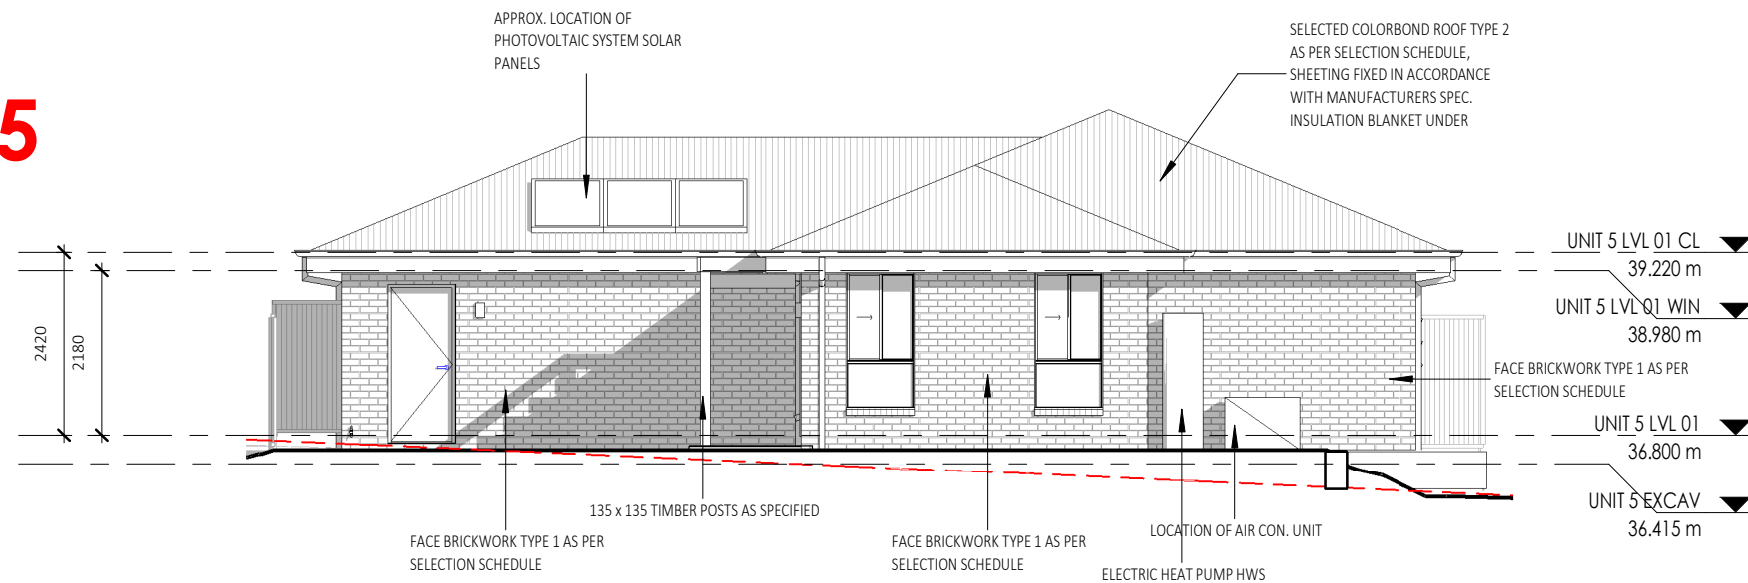 APPROX. LOCATION OF
PHOTOVOLTAIC SYSTEM SOLAR
PANELS
SELECTED COLORBOND ROOF TYPE 2
AS PER SELECTION SCHEDULE,
SHEETING FIXED IN ACCORDANCE
WITH MANUFACTURERS SPEC.
INSULATION BLANKET UNDER
5
UNIT 5 LVL 01 CL
39.220 m
UNIT 5 LVL 01 WIN
38.980 m
2420
2180
FACE BRICKWORK TYPE 1 AS PER
SELECTION SCHEDULE
UNIT 5 LVL 01
36.800 m
UNIT 5 EXCAV
36.415 m
135 x 135 TIMBER POSTS AS SPECIFIED
LOCATION OF AIR CON. UNIT
FACE BRICKWORK TYPE 1 AS PER
SELECTION SCHEDULE
FACE BRICKWORK TYPE 1 AS PER
SELECTION SCHEDULE
ELECTRIC HEAT PUMP HWS